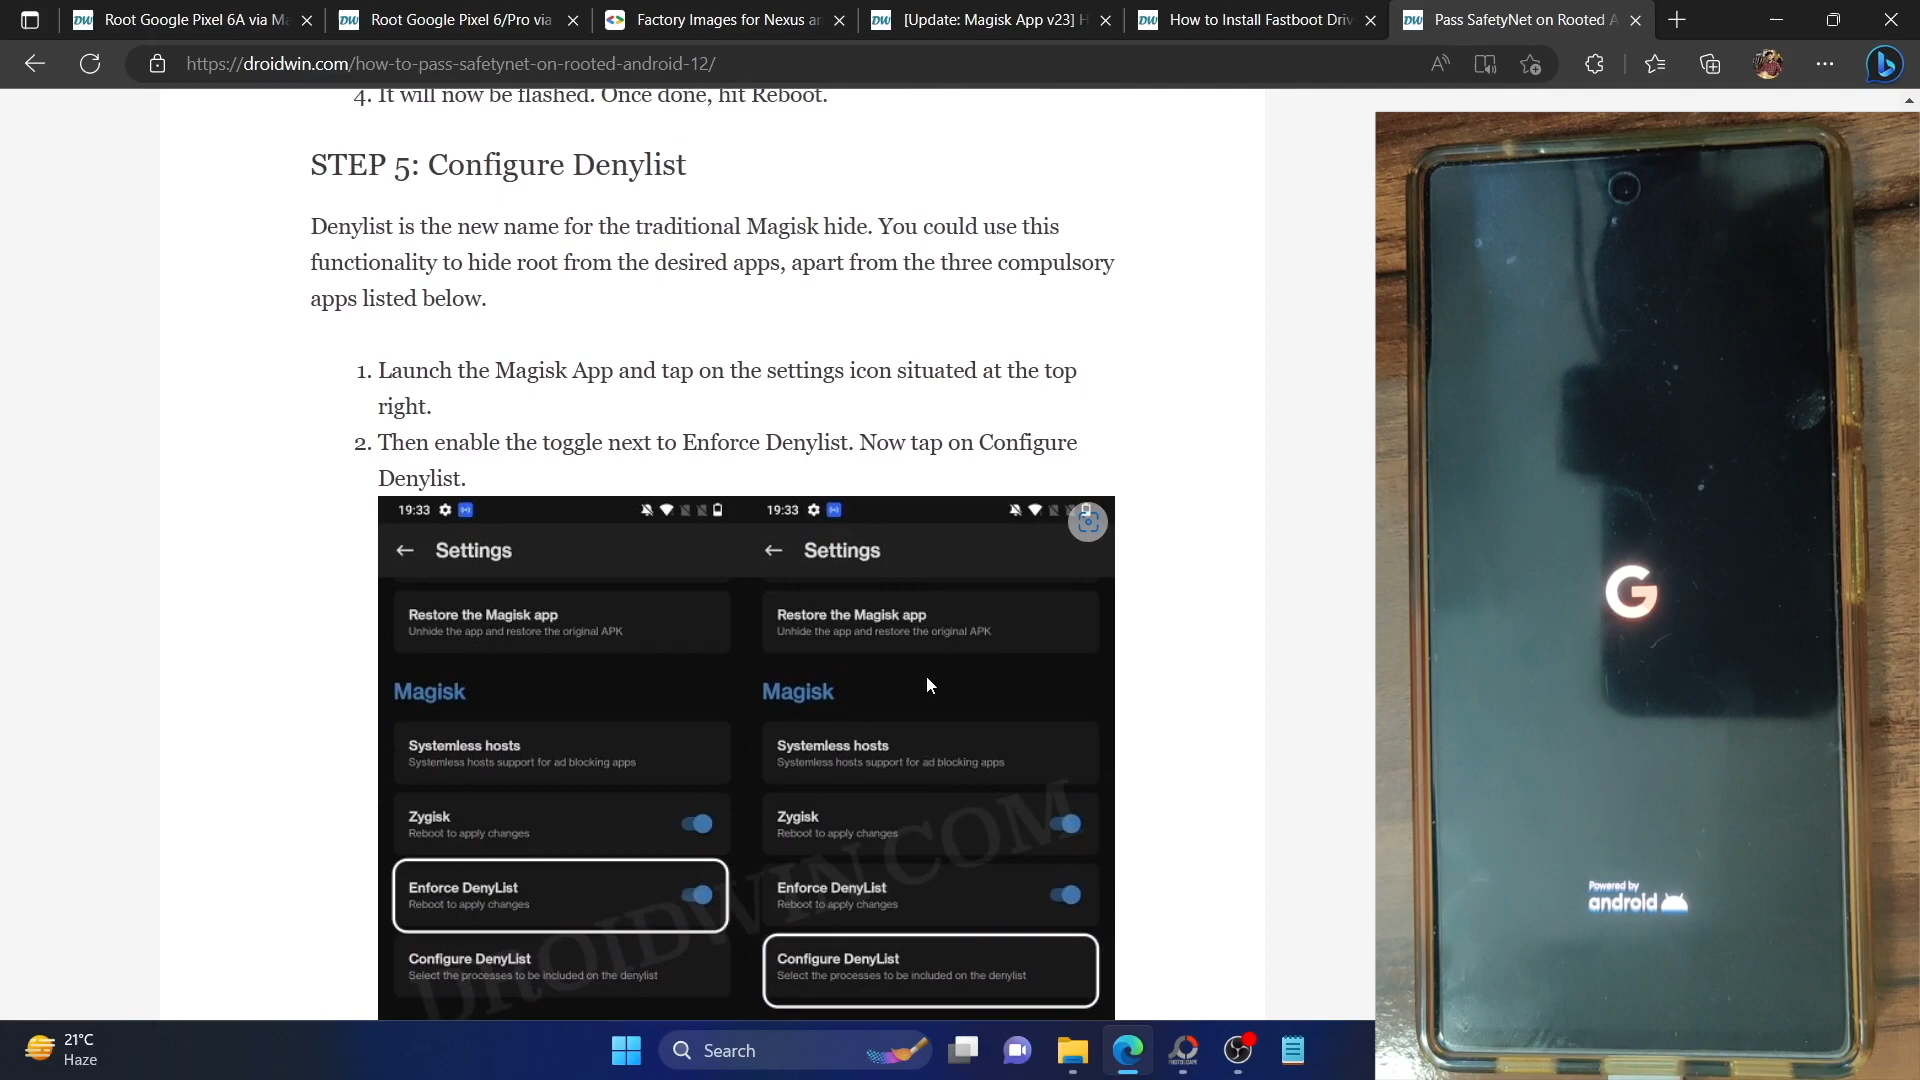 Root Google Pixel 6A via Ma
Root Google Pixel 6/Pro via
Factory Images for Nexus an
[Update: Magisk App v23] H
How to Install Fastboot Driv
Pass SafetyNet on Rooted A
https://droidwin.com/how-to-pass-safetynet-on-rooted-android-12/
4. It will now be flashed. Once done, hit Reboot.
STEP 5: Configure Denylist
Denylist is the new name for the traditional Magisk hide. You could use this
functionality to hide root from the desired apps, apart from the three compulsory
apps listed below.
1. Launch the Magisk App and tap on the settings icon situated at the top
right.
2. Then enable the toggle next to Enforce Denylist. Now tap on Configure
Denylist.
19:33
Settings
Restore the Magisk app
Unhide the app and restore the original APK
Magisk
Systemless hosts
Systemless hosts support for ad blocking apps
Zygisk
Reboot to apply changes
Enforce DenyList
Reboot to apply changes
Configure DenyList
Select the processes to be included on the denylist
19:33
Settings
Restore the Magisk app
Unhide the app and restore the original APK
Magisk
Systemless hosts
Systemless hosts support for ad blocking apps
Zygisk
Reboot to apply changes
Enforce DenyList
Reboot to apply changes
Configure DenyList
Select the processes to be included on the denylist
DROIDWIN.COM
G
Powered by
android
21°C
Haze
Search